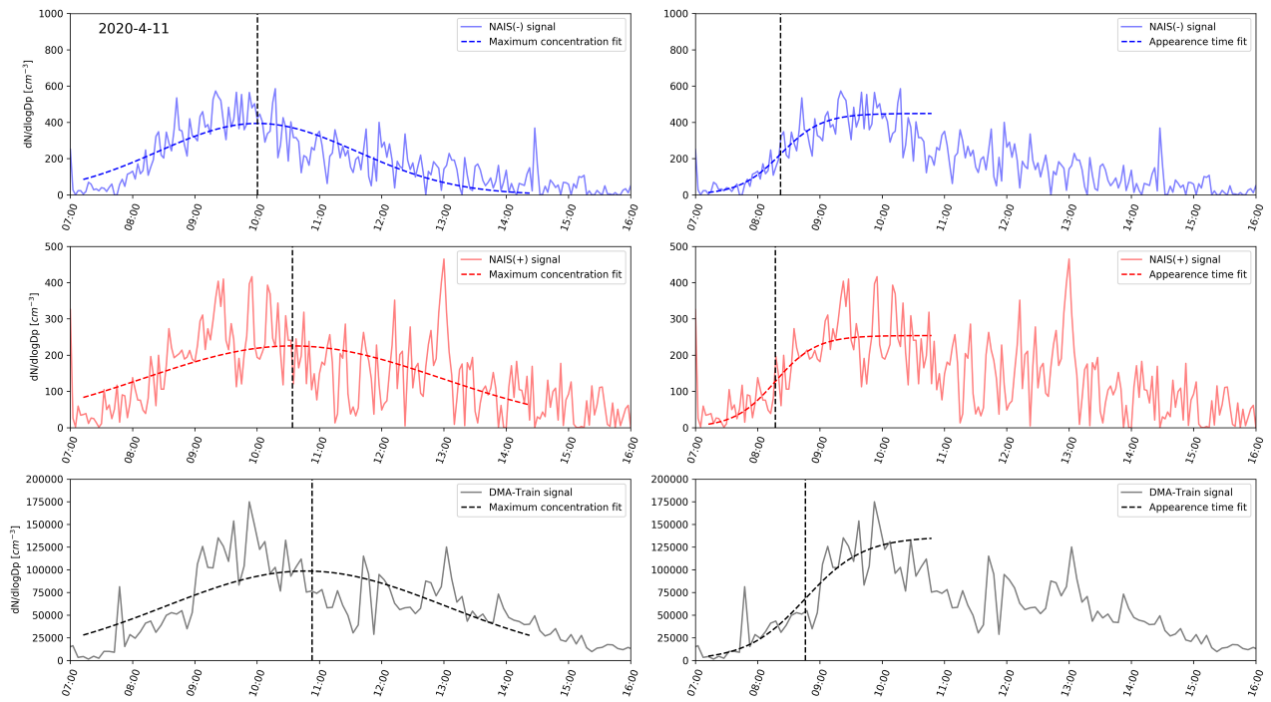 2020-4-11
NAIS(-) signal
Maximum concentration fit
dN/dlogDp [cm⁻³]
1000
800
600
400
200
0
07:00 08:00 09:00 10:00 11:00 12:00 13:00 14:00 15:00 16:00
NAIS(-) signal
Appearence time fit
1000
800
600
400
200
0
07:00 08:00 09:00 10:00 11:00 12:00 13:00 14:00 15:00 16:00
NAIS(+) signal
Maximum concentration fit
dN/dlogDp [cm⁻³]
500
400
300
200
100
0
07:00 08:00 09:00 10:00 11:00 12:00 13:00 14:00 15:00 16:00
NAIS(+) signal
Appearence time fit
500
400
300
200
100
0
07:00 08:00 09:00 10:00 11:00 12:00 13:00 14:00 15:00 16:00
DMA-Train signal
Maximum concentration fit
dN/dlogDp [cm⁻³]
200000
175000
150000
125000
100000
75000
50000
25000
0
07:00 08:00 09:00 10:00 11:00 12:00 13:00 14:00 15:00 16:00
DMA-Train signal
Appearence time fit
200000
175000
150000
125000
100000
75000
50000
25000
0
07:00 08:00 09:00 10:00 11:00 12:00 13:00 14:00 15:00 16:00